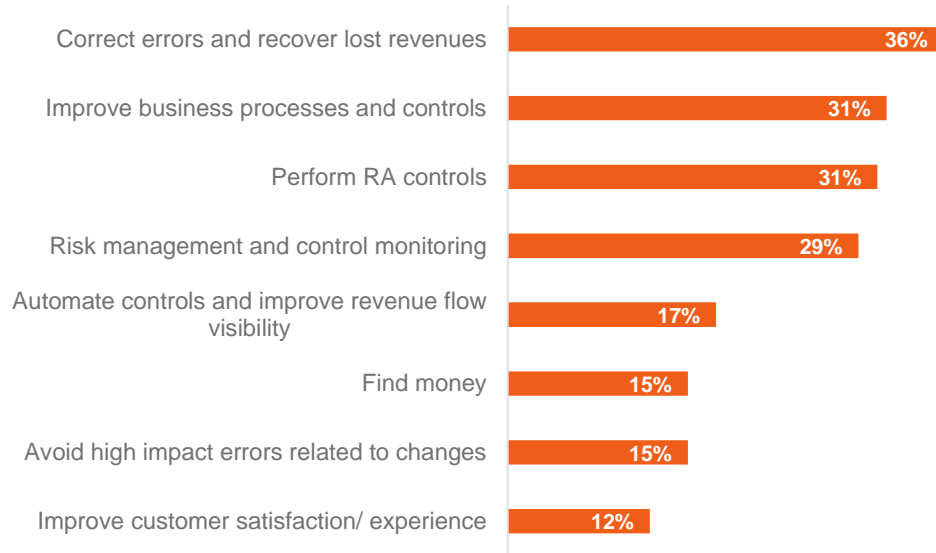 Correct errors and recover lost revenues 36%
Improve business processes and controls 31%
Perform RA controls 31%
Risk management and control monitoring 29%
Automate controls and improve revenue flow
visibility 17%
Find money 15%
Avoid high impact errors related to changes 15%
Improve customer satisfaction/ experience 12%